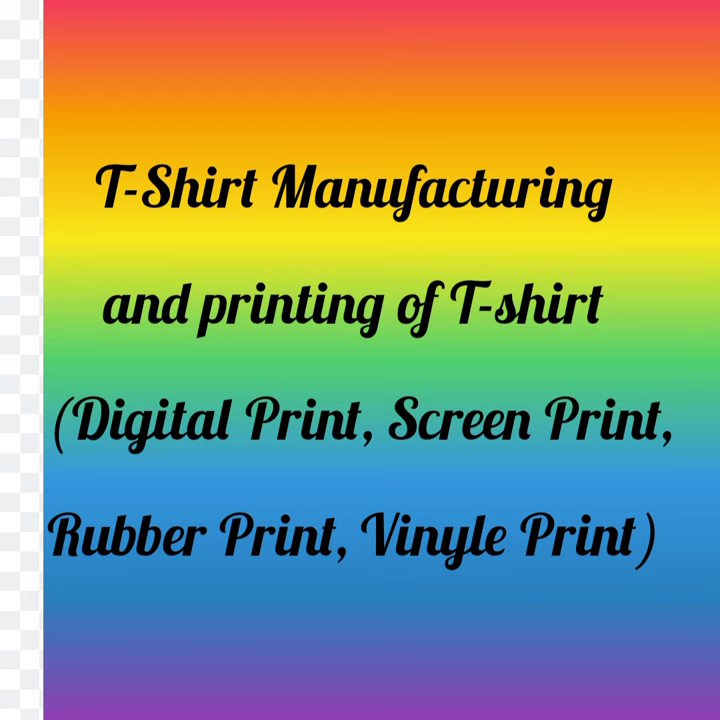 T-Shirt Manufacturing
and printing of T-shirt
(Digital Print, Screen Print,
Rubber Print, Vinyle Print)